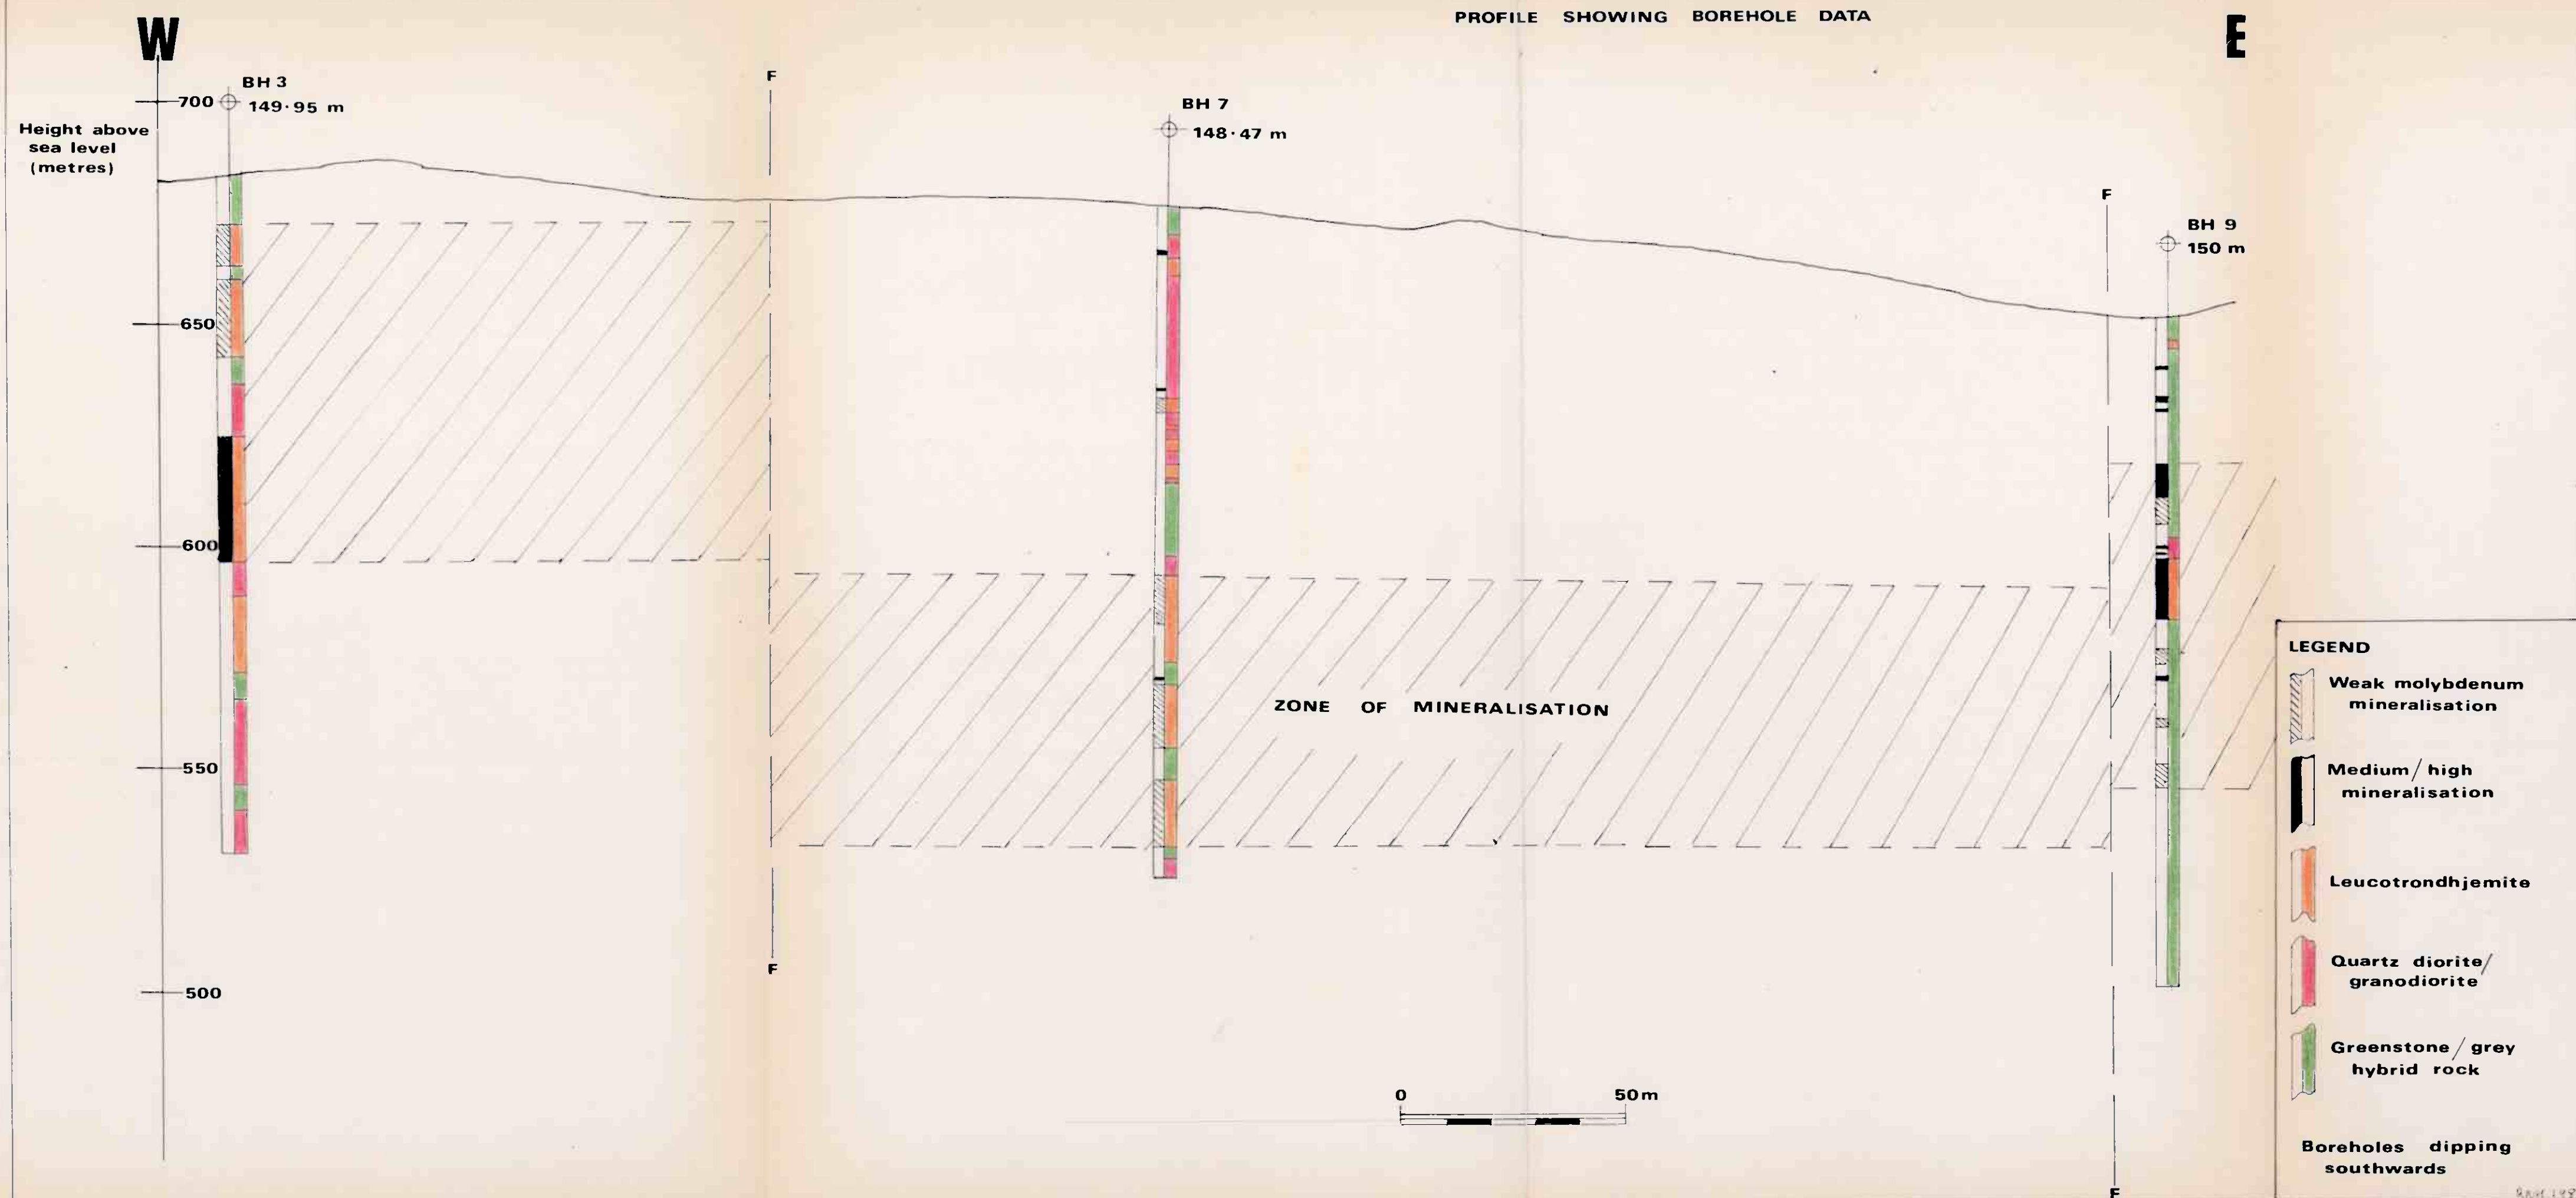 PROFILE SHOWING BOREHOLE DATA
W
E
BH 3
149·95 m
F
BH 7
148·47 m
F
BH 9
150 m
Height above
sea level
(metres)
700
650
600
550
500
ZONE OF MINERALISATION
F
F
0 50m
LEGEND
Weak molybdenum
mineralisation
Medium/high
mineralisation
Leucotrondhjemite
Quartz diorite/
granodiorite
Greenstone/grey
hybrid rock
Boreholes dipping
southwards